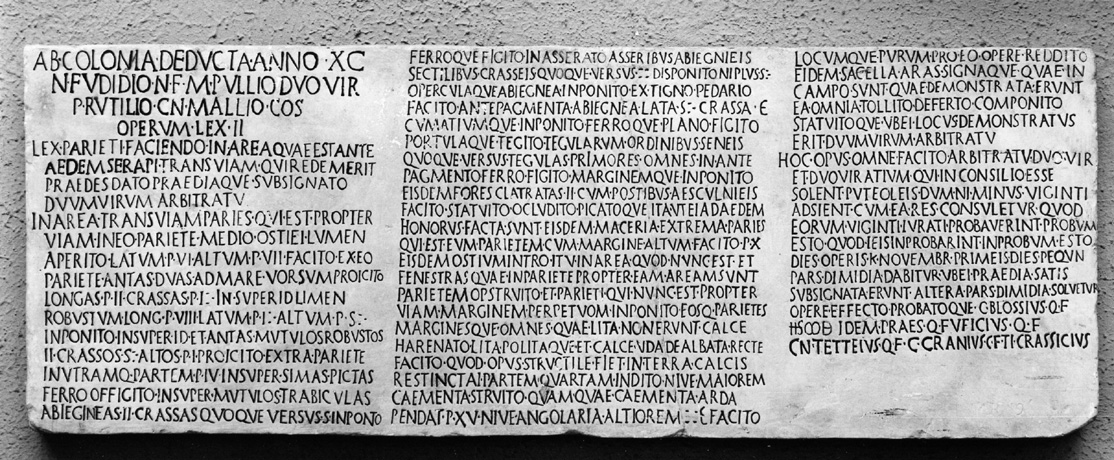 AB·COLONIA·DEDVCTA·ANNO·XC
N·FVDIDIO·N·F·M·PVLLIO·DVO·VIR
P·RVTILIO·CN·MALLIO·COS
OPERVM·LEX·II
LEX·PARIETI·FACIENDO·IN·AREA·QVAE·EST·ANTE
AEDEM·SERAPI·TRANS·VIAM·QVI·REDEMERIT
PRAEDES·DATO·PRAEDIAQVE·SVBSIGNATO
DVVMVIRVM·ARBITRATV
IN·AREA·TRANS·VIAM·PARIES·QVI·EST·PROPTER
VIAM·IN·EO·PARIETE·MEDIO·OSTIEI·LVMEN
APERITO·LATVM·P·VI·ALTVM·P·VII·FACITO·EX·EO
PARIETE·ANTAS·DVAS·AD·MARE·VORSVM·PROICITO
LONGAS·P·II·CRASSAS·P·I:·IN·SVPER·ID·LIMEN
ROBVSTVM·LONG·P·VIII·LATVM·P·I:·ALTVM·P·S:·
INPONITO·INSVPER·ID·ET·ANTAS·MVTVLOS·ROBVSTOS
II·CRASSOS·S:·ALTOS·P·I·PROICITO·EXTRA·PARIETE
IN·VTRAMQ·PARTEM·P·IV·INSVPER·SIMAS·PICTAS
FERRO·OFFIGITO·INSVPER·MVTVLOS·TRABICVLAS
ABIEGINEAS·II·CRASSAS·QVOQVE·VERSVS·S·INPONTO
FERROQVE·FIGITO·INASSERATO·ASSERIBVS·ABIEGNIEIS
SECTILIBVS·CRASSEIS·QVOQVE·VERSVS·::·DISPONITO·NI·PLVS·S:·
OPERCVLAQVE·ABIEGNEA·INPONITO·EX·TIGNO·PEDARIO
FACITO·ANTEPAGMENTA·ABIEGNEA·LATA·S:·CRASSA·Ɛ
CVMATIVMQVE·INPONITO·FERROQVE·PLANO·FIGITO
PORTVLAQVE·TEGITO·TEGVLARVM·ORDINIBVS·SENEIS
QVOQVE·VERSVS·TEGVLAS·PRIMORES·OMNES·IN·ANTE
PAGMENTO·FERRO·FIGITO·MARGINEMQVE·INPONITO
EISDEM·FORES·CLATRATAS·II·CVM·POSTIBVS·AESCVLNIEIS
FACITO·STATVITO·OCLVDITO·PICATOQVE·ITA·VTEI·AD·AEDEM
HONORVS·FACTA·SVNT·EISDEM·MACERIA·EXTREMA·PARIES
QVI·EST·EVM·PARIETEM·CVM·MARGINE·ALTVM·FACITO·P·X
EISDEM·OSTIVM·INTROITV·IN·AREA·QVOD·NVNC·EST·ET
FENESTRAS·QVAE·IN·PARIETE·PROPTER·EAM·AREAM·SVNT
PARIETEM·OPSTRVITO·ET·PARIETI·QVI·NVNC·EST·PROPTER
VIAM·MARGINEM·PERPETVOM·INPONITO·EOSQ·PARIETES
MARGINESQVE·OMNES·QVAE·LITA·NON·ERVNT·CALCE
HARENATO·LITA·POLITAQVE·ET·CALCE·VDA·DEALBATA·RECTE
FACITO·QVOD·OPVS·STRVCTILE·FIET·IN·TERRA·CALCIS
RESTINCTAI·PARTEM·QVARTAM·INDITO·NIVE·MAIOREM
CAEMENTA·STRVITO·QVAM·QVAE·CAEMENTA·ARDA
PENDAT·P·XV·NIVE·ANGOLARIA·ALTIOREM·::·Ɛ·FACITO
LOCVMQVE·PVRVM·PRO·EO·OPERE·REDDITO
EIDEM·SACELLA·ARAS·SIGNAQVE·QVAE·IN
CAMPO·SVNT·QVAE·DEMONSTRATA·ERVNT
EA·OMNIA·TOLLITO·DEFERTO·COMPONITO
STATVITOQVE·VBEI·LOCVS·DEMONSTRATVS
ERIT·DVVMVIRVM·ARBITRATV
HOC·OPVS·OMNE·FACITO·ARBITRATV·DVO·VIR
ET·DVOVIRATIVM·QVI·IN·CONSILIO·ESSE
SOLENT·PVTEOLEIS·DVM·NI·MINVS·VIGINTI
ADSIENT·CVM·EA·RES·CONSVLETVR·QVOD
EORVM·VIGINTI·IVRATI·PROBAVERINT·PROBVM
ESTO·QVOD·IEIS·INPROBARINT·INPROBVM·ESTO
DIES·OPERIS·K·NOVEMBR·PRIMEIS·DIES·PEQVN
PARS·DIMIDIA·DABITVR·VBEI·PRAEDIA·SATIS
SVBSIGNATA·ERVNT·ALTERA·PARS·DIMIDIA·SOLVETVR
OPERE·EFFECTO·PROBATOQVE·C·BLOSSIVS·Q·F
IDEM·PRAES·Q·FVFICIVS·Q·F
CN·TETTEIVS·Q·F·C·GRANIVS·C·F·TI·CRASSICIVS